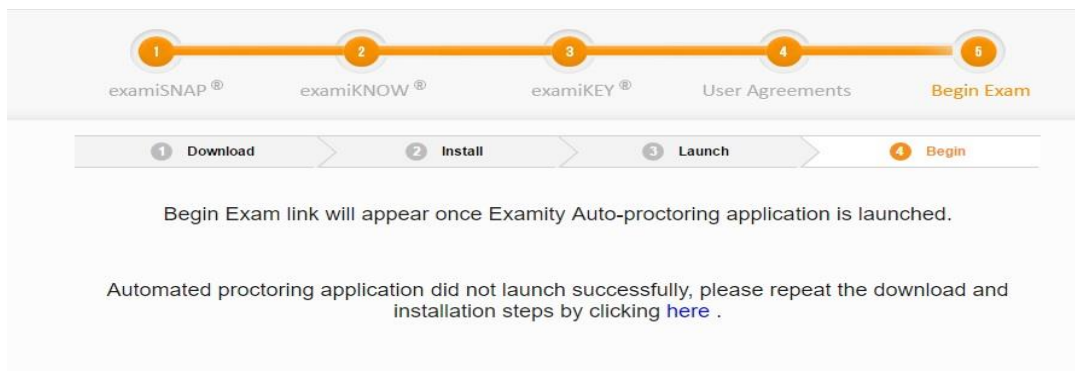 1 2 3 4 5
examiSNAP ® examiKNOW ® examiKEY ® User Agreements Begin Exam
1 Download 2 Install 3 Launch 4 Begin
Begin Exam link will appear once Examity Auto-proctoring application is launched.
Automated proctoring application did not launch successfully, please repeat the download and
installation steps by clicking here .